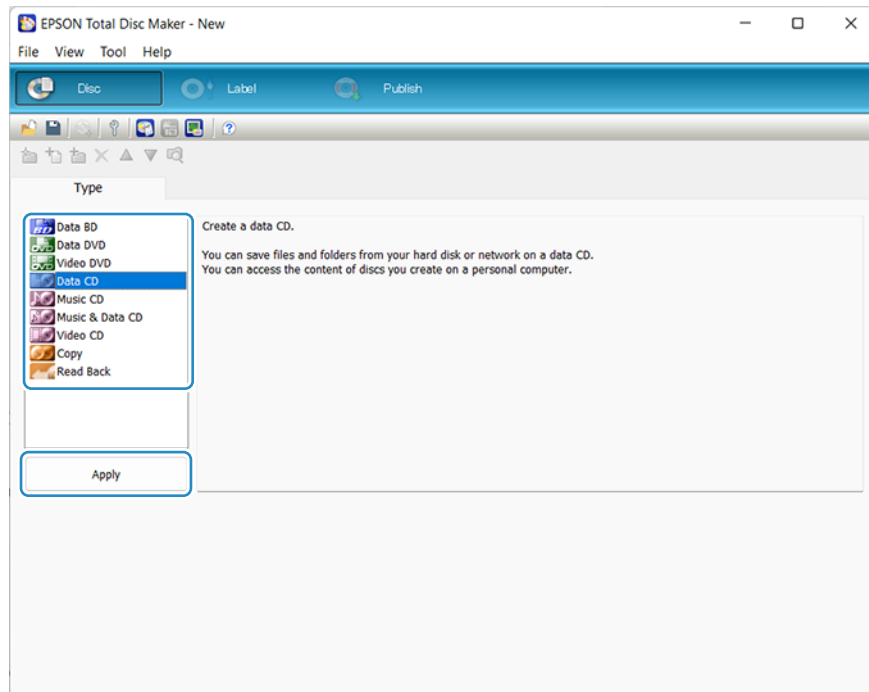 EPSON Total Disc Maker - New
File View Tool Help
Disc Label Publish
Type
Data BD
Data DVD
Video DVD
Data CD
Music CD
Music & Data CD
Video CD
Copy
Read Back
Create a data CD.
You can save files and folders from your hard disk or network on a data CD.
You can access the content of discs you create on a personal computer.
Apply